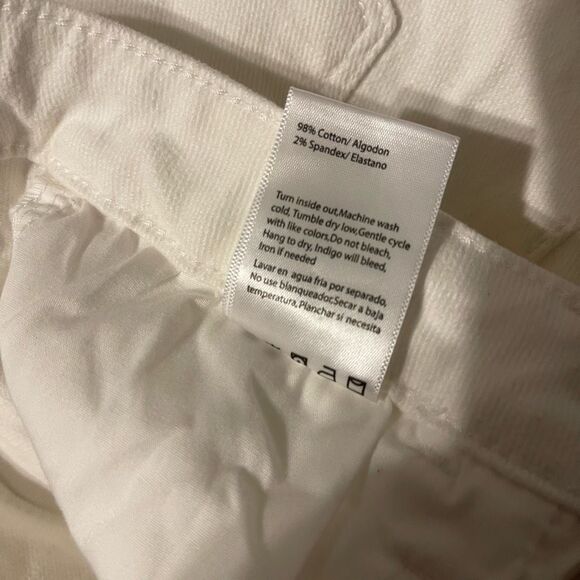 98% Cotton/ Algodon
2% Spandex/ Elastano
Turn inside out,Machine wash
cold, Tumble dry low,Gentle cycle
with like colors,Do not bleach,
Hang to dry, Indigo will bleed,
Iron if needed
Lavar en agua fria por separado,
No use blanqueador,Secar a baja
temperatura, Planchar si necesita